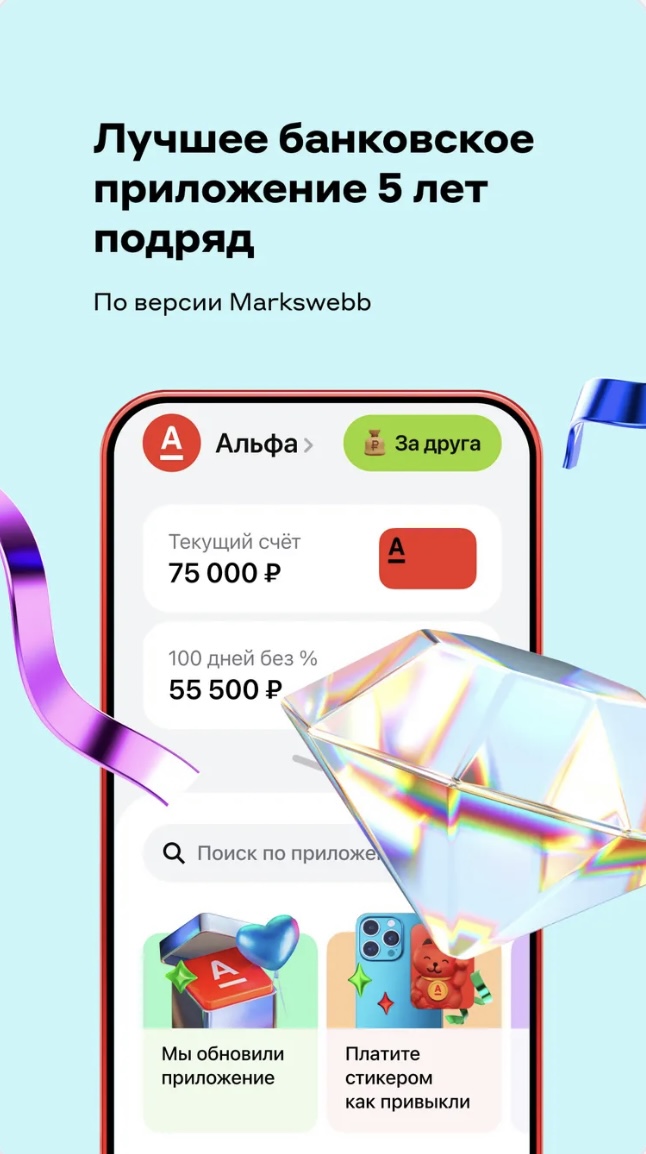 Лучшее банковское
приложение 5 лет
подряд
По версии Markswebb
А Альфа За друга
Текущий счёт
75 000 ₽
А
100 дней без %
55 500 ₽
Поиск по
Мы обновили
приложение
Платите
стикером
как привыкли